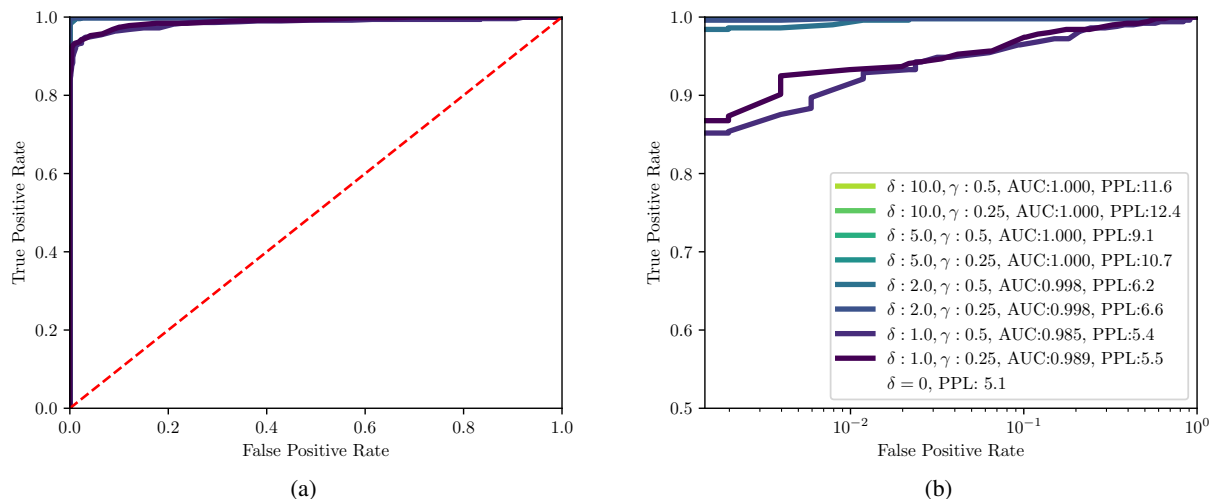 1.0
0.8
0.6
0.4
0.2
0.0
True Positive Rate
0.0
0.2
0.4
0.6
0.8
1.0
False Positive Rate
(a)
1.0
0.9
0.8
0.7
0.6
0.5
True Positive Rate
δ : 10.0, γ : 0.5, AUC:1.000, PPL:11.6
δ : 10.0, γ : 0.25, AUC:1.000, PPL:12.4
δ : 5.0, γ : 0.5, AUC:1.000, PPL:9.1
δ : 5.0, γ : 0.25, AUC:1.000, PPL:10.7
δ : 2.0, γ : 0.5, AUC:0.998, PPL:6.2
δ : 2.0, γ : 0.25, AUC:0.998, PPL:6.6
δ : 1.0, γ : 0.5, AUC:0.985, PPL:5.4
δ : 1.0, γ : 0.25, AUC:0.989, PPL:5.5
δ = 0, PPL: 5.1
10⁻²
10⁻¹
10⁰
False Positive Rate
(b)